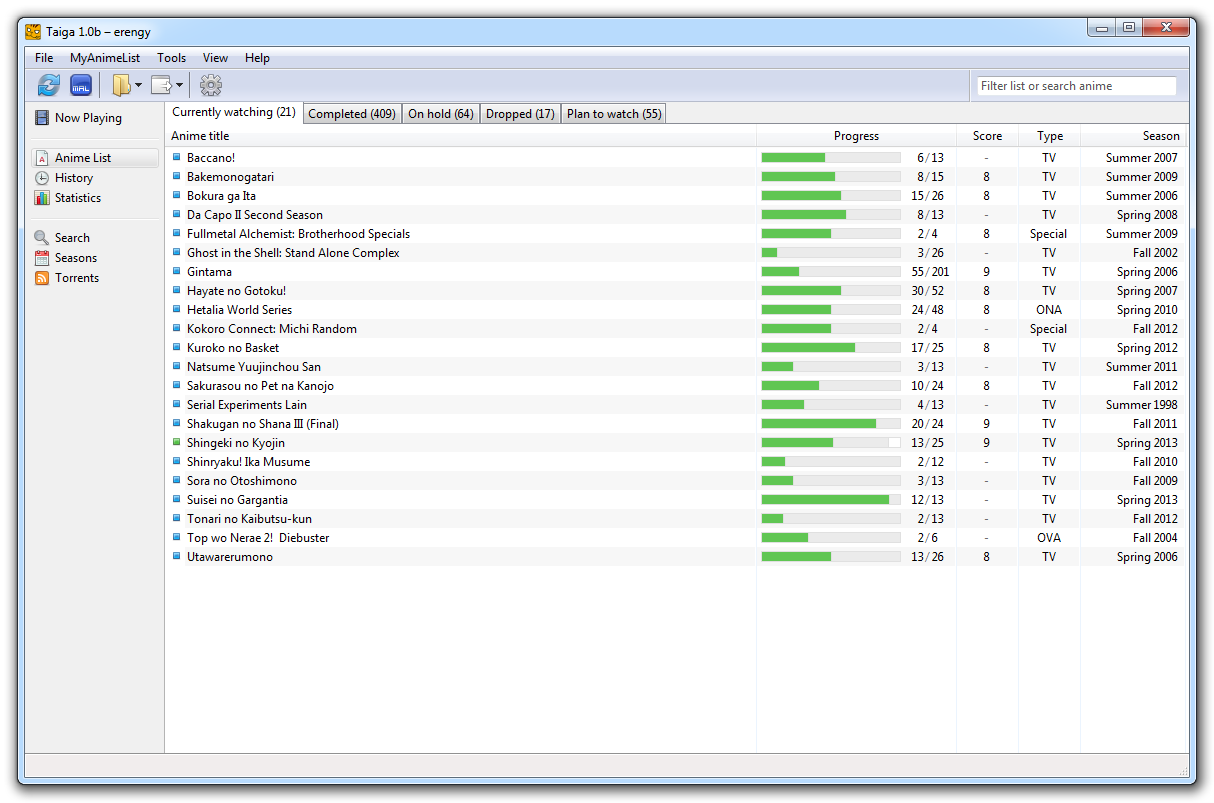 Taiga 1.0b – erengy
File MyAnimeList Tools View Help
MAL Filter list or search anime
Now Playing
Anime List
History
Statistics
Search
Seasons
Torrents
Currently watching (21) Completed (409) On hold (64) Dropped (17) Plan to watch (55)
Anime title Progress Score Type Season
Baccano! 6/13 - TV Summer 2007
Bakemonogatari 8/15 8 TV Summer 2009
Bokura ga Ita 15/26 8 TV Summer 2006
Da Capo II Second Season 8/13 - TV Spring 2008
Fullmetal Alchemist: Brotherhood Specials 2/4 8 Special Summer 2009
Ghost in the Shell: Stand Alone Complex 3/26 - TV Fall 2002
Gintama 55/201 9 TV Spring 2006
Hayate no Gotoku! 30/52 8 TV Spring 2007
Hetalia World Series 24/48 8 ONA Spring 2010
Kokoro Connect: Michi Random 2/4 - Special Fall 2012
Kuroko no Basket 17/25 8 TV Spring 2012
Natsume Yuujinchou San 3/13 - TV Summer 2011
Sakurasou no Pet na Kanojo 10/24 8 TV Fall 2012
Serial Experiments Lain 4/13 - TV Summer 1998
Shakugan no Shana III (Final) 20/24 9 TV Fall 2011
Shingeki no Kyojin 13/25 9 TV Spring 2013
Shinryaku! Ika Musume 2/12 - TV Fall 2010
Sora no Otoshimono 3/13 - TV Fall 2009
Suisei no Gargantia 12/13 - TV Spring 2013
Tonari no Kaibutsu-kun 2/13 - TV Fall 2012
Top wo Nerae 2! Diebuster 2/6 - OVA Fall 2004
Utawarerumono 13/26 8 TV Spring 2006